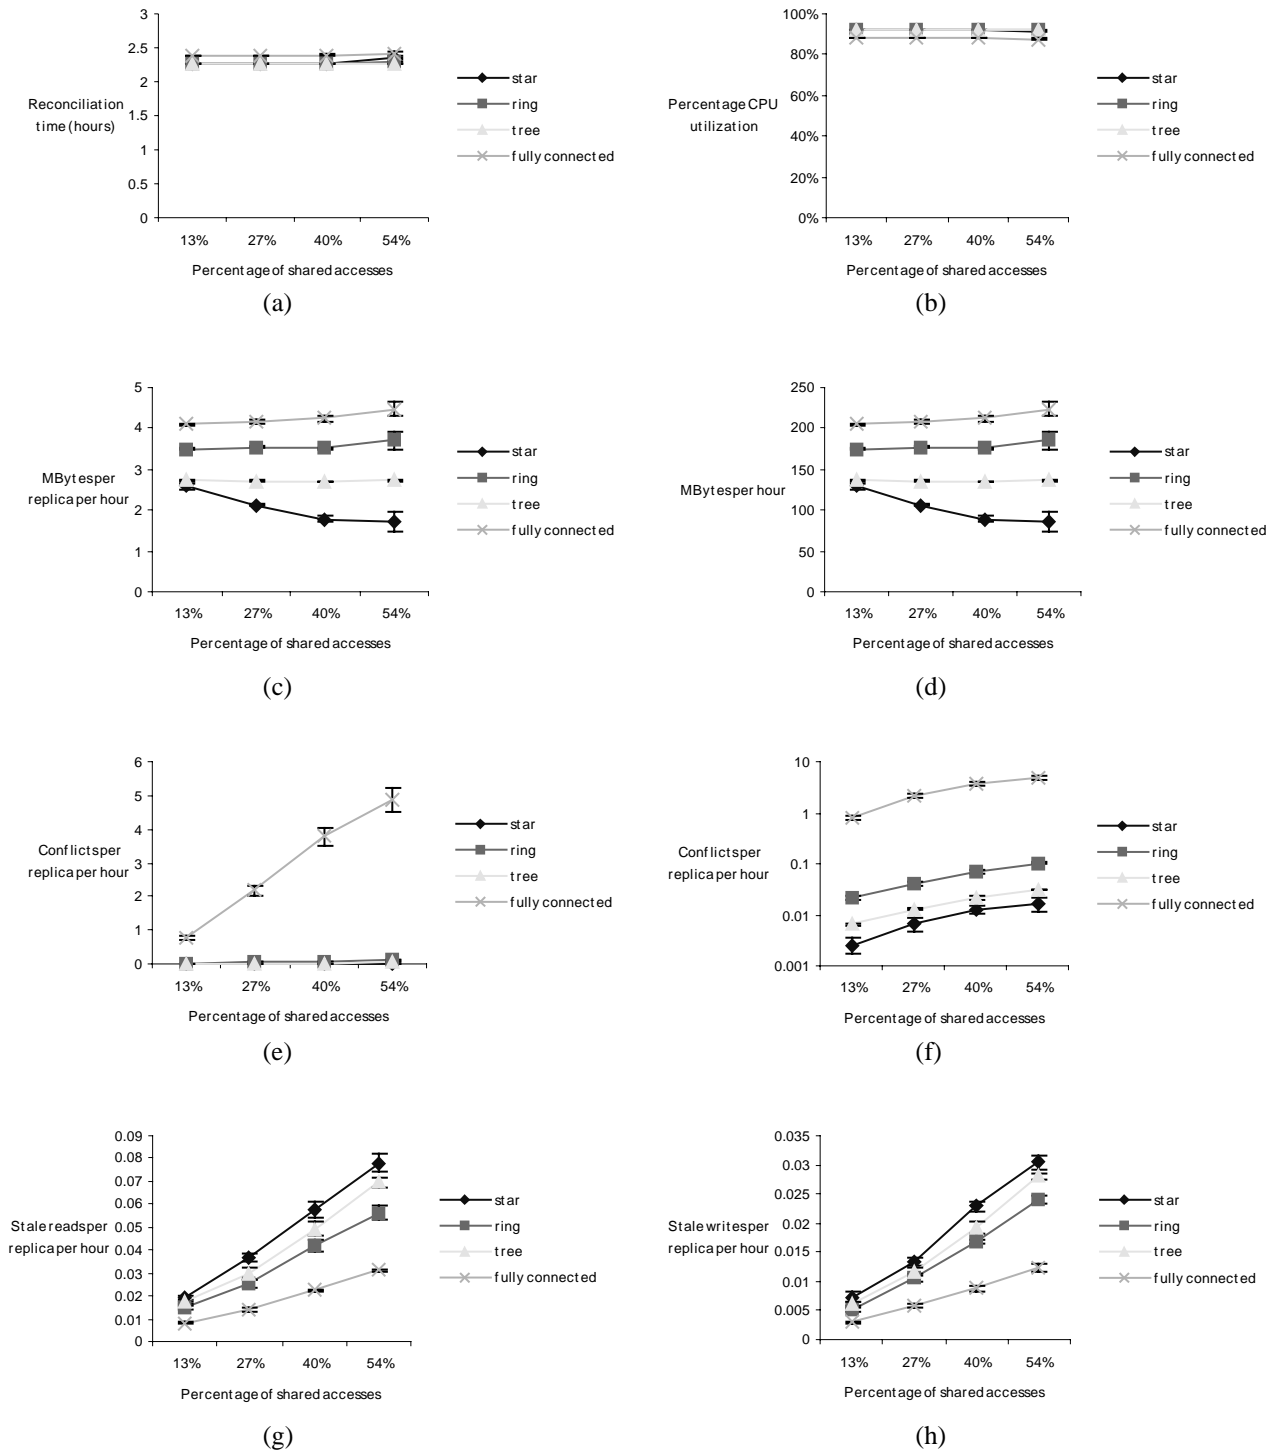 3
2.5
2
1.5
1
0.5
0
Reconciliation
time (hours)
13% 27% 40% 54%
Percentage of shared accesses
star
ring
tree
fully connected
(a)
100%
80%
60%
40%
20%
0%
Percentage CPU
utilization
13% 27% 40% 54%
Percentage of shared accesses
star
ring
tree
fully connected
(b)
5
4
3
2
1
0
MBytes per
replica per hour
13% 27% 40% 54%
Percentage of shared accesses
star
ring
tree
fully connected
(c)
250
200
150
100
50
0
MBytes per hour
13% 27% 40% 54%
Percentage of shared accesses
star
ring
tree
fully connected
(d)
6
5
4
3
2
1
0
Conflicts per
replica per hour
13% 27% 40% 54%
Percentage of shared accesses
star
ring
tree
fully connected
(e)
10
1
0.1
0.01
0.001
Conflicts per
replica per hour
13% 27% 40% 54%
Percentage of shared accesses
star
ring
tree
fully connected
(f)
0.09
0.08
0.07
0.06
0.05
0.04
0.03
0.02
0.01
0
Stale reads per
replica per hour
13% 27% 40% 54%
Percentage of shared accesses
star
ring
tree
fully connected
(g)
0.035
0.03
0.025
0.02
0.015
0.01
0.005
0
Stale writes per
replica per hour
13% 27% 40% 54%
Percentage of shared accesses
star
ring
tree
fully connected
(h)